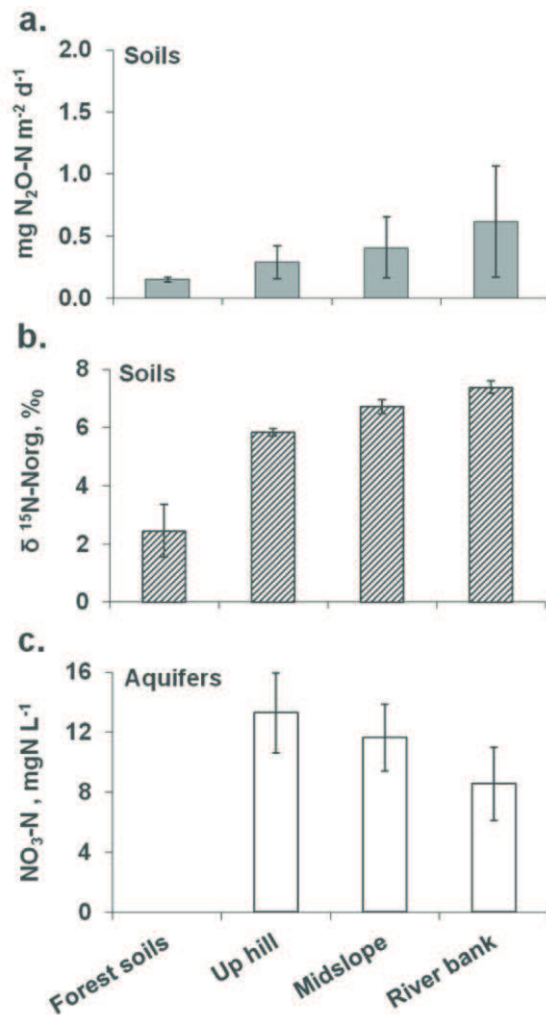 a.
Soils
mg N₂O-N m⁻² d⁻¹
2.0
1.5
1.0
0.5
0.0
b.
Soils
δ ¹⁵N-Norg, ‰
8
6
4
2
0
c.
Aquifers
NO₃-N , mgN L⁻¹
16
12
8
4
0
Forest soils
Up hill
Midslope
River bank